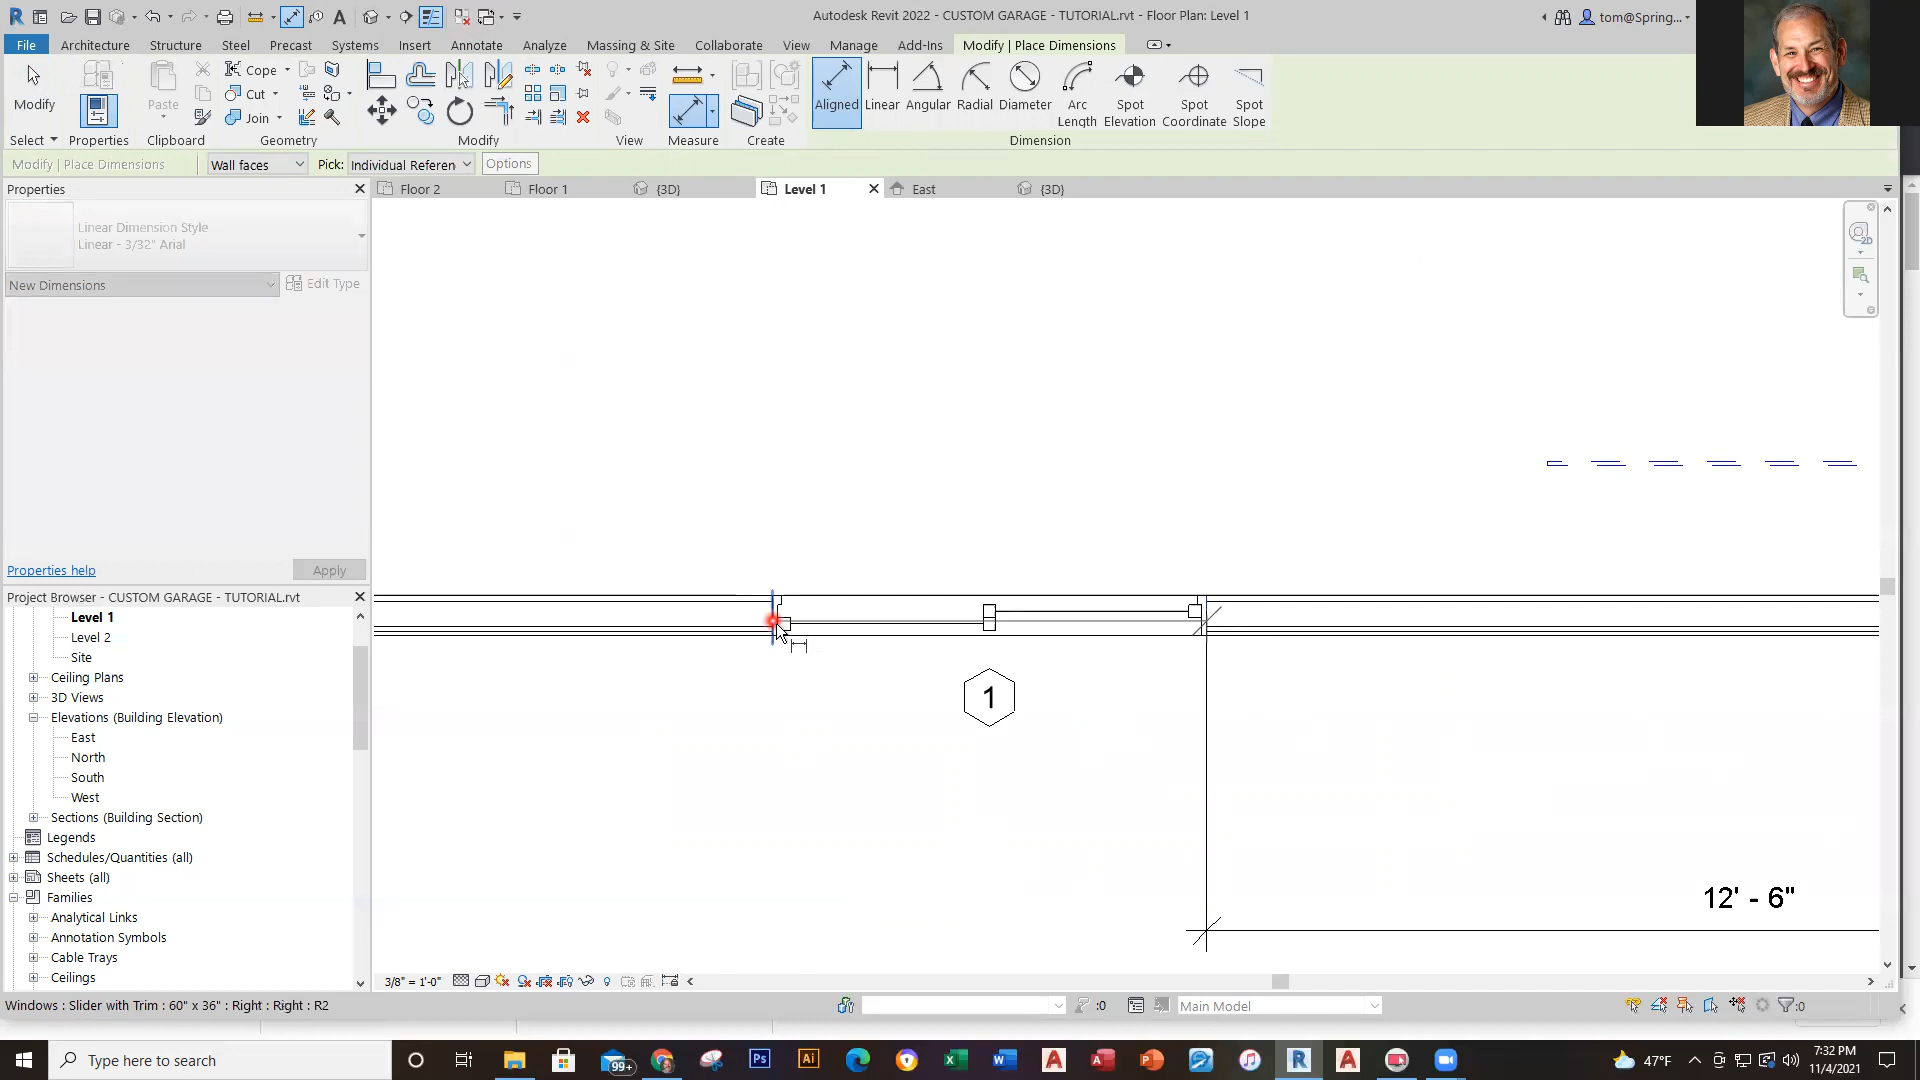 Autodesk Revit 2022 - CUSTOM GARAGE - TUTORIAL.rvt - Floor Plan: Level 1
tom@Spring...
File Architecture Structure Steel Precast Systems Insert Annotate Analyze Massing & Site Collaborate View Manage Add-Ins Modify | Place Dimensions
Modify Paste Cope Cut Join
Aligned Linear Angular Radial Diameter Arc Length Spot Elevation Spot Coordinate Spot Slope
Select Properties Clipboard Geometry Modify View Measure Create Dimension
Modify | Place Dimensions Wall faces Pick: Individual Referen Options
Properties
Floor 2 Floor 1 {3D} Level 1 East {3D}
Linear Dimension Style
Linear - 3/32" Arial
New Dimensions Edit Type
2D
Properties help Apply
Project Browser - CUSTOM GARAGE - TUTORIAL.rvt
Level 1
Level 2
Site
Ceiling Plans
3D Views
Elevations (Building Elevation)
East
North
South
West
Sections (Building Section)
Legends
Schedules/Quantities (all)
Sheets (all)
Families
Analytical Links
Annotation Symbols
Cable Trays
Ceilings
1
12' - 6"
3/8" = 1'-0"
Windows : Slider with Trim : 60" x 36" : Right : Right : R2
:0 Main Model :0
Type here to search
99+
Ps Ai
47°F
7:32 PM
11/4/2021